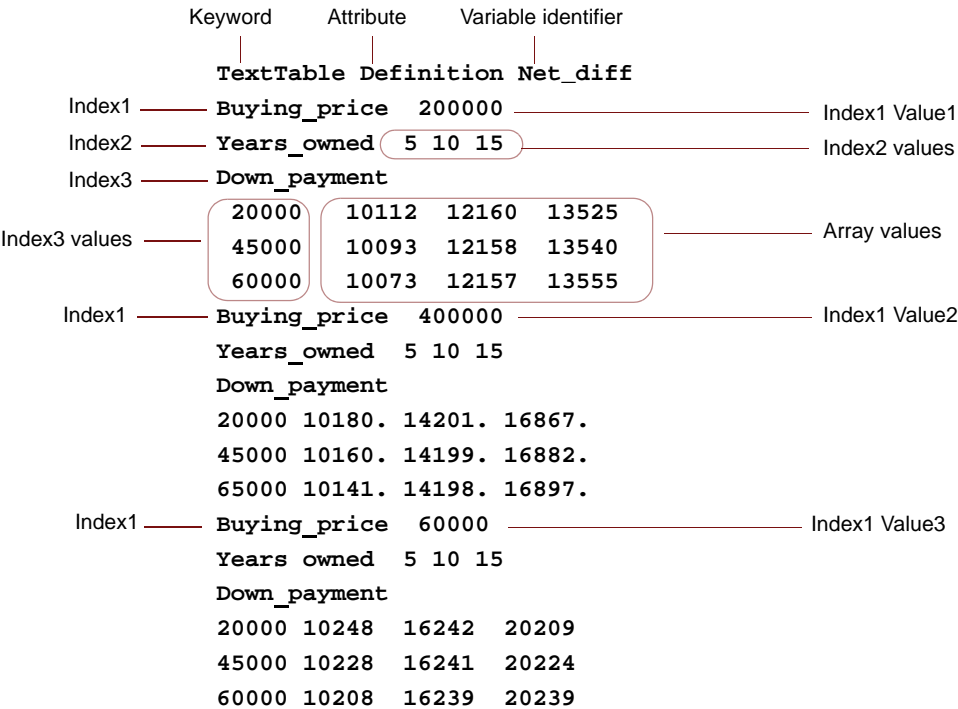 Keyword Attribute Variable identifier
TextTable Definition Net_diff
Index1 Buying_price 200000 Index1 Value1
Index2 Years_owned 5 10 15 Index2 values
Index3 Down_payment
20000 10112 12160 13525
Index3 values 45000 10093 12158 13540 Array values
60000 10073 12157 13555
Index1 Buying_price 400000 Index1 Value2
Years_owned 5 10 15
Down_payment
20000 10180. 14201. 16867.
45000 10160. 14199. 16882.
65000 10141. 14198. 16897.
Index1 Buying_price 60000 Index1 Value3
Years owned 5 10 15
Down_payment
20000 10248 16242 20209
45000 10228 16241 20224
60000 10208 16239 20239